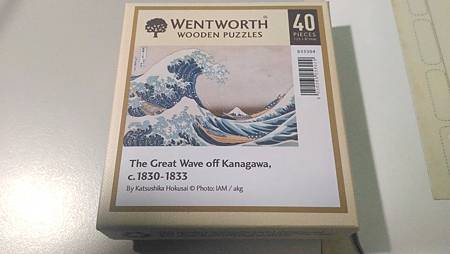 WENTWORTH
WOODEN PUZZLES
40
PIECES
The Great Wave off Kanagawa,
c.1830-1833
By Katsushika Hokusai © Photo: IAM / akg